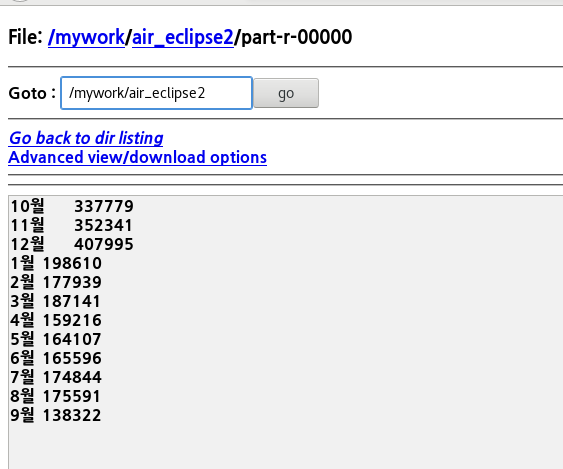 File: /mywork/air_eclipse2/part-r-00000
Goto : /mywork/air_eclipse2 go
Go back to dir listing
Advanced view/download options
10월 337779
11월 352341
12월 407995
1월 198610
2월 177939
3월 187141
4월 159216
5월 164107
6월 165596
7월 174844
8월 175591
9월 138322